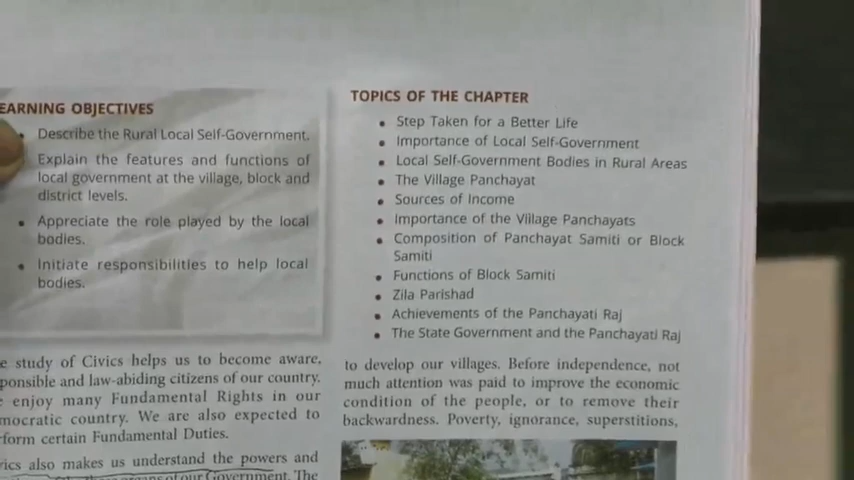 EARNING OBJECTIVES
Describe the Rural Local Self-Government.
Explain the features and functions of
local government at the village, block and
district levels.
• Appreciate the role played by the local
bodies.
• Initiate responsibilities to help local
bodies.
e study of Civics helps us to become aware,
ponsible and law-abiding citizens of our country.
enjoy many Fundamental Rights in our
mocratic country. We are also expected to
form certain Fundamental Duties.
ics also makes us understand the powers and
organs of our Government. The
TOPICS OF THE CHAPTER
• Step Taken for a Better Life
• Importance of Local Self-Government
• Local Self-Government Bodies in Rural Areas
• The Village Panchayat
• Sources of Income
• Importance of the Village Panchayats
• Composition of Panchayat Samiti or Block
Samiti
• Functions of Block Samiti
• Zila Parishad
• Achievements of the Panchayati Raj
• The State Government and the Panchayati Raj
to develop our villages. Before independence, not
much attention was paid to improve the economic
condition of the people, or to remove their
backwardness. Poverty, ignorance, superstitions,